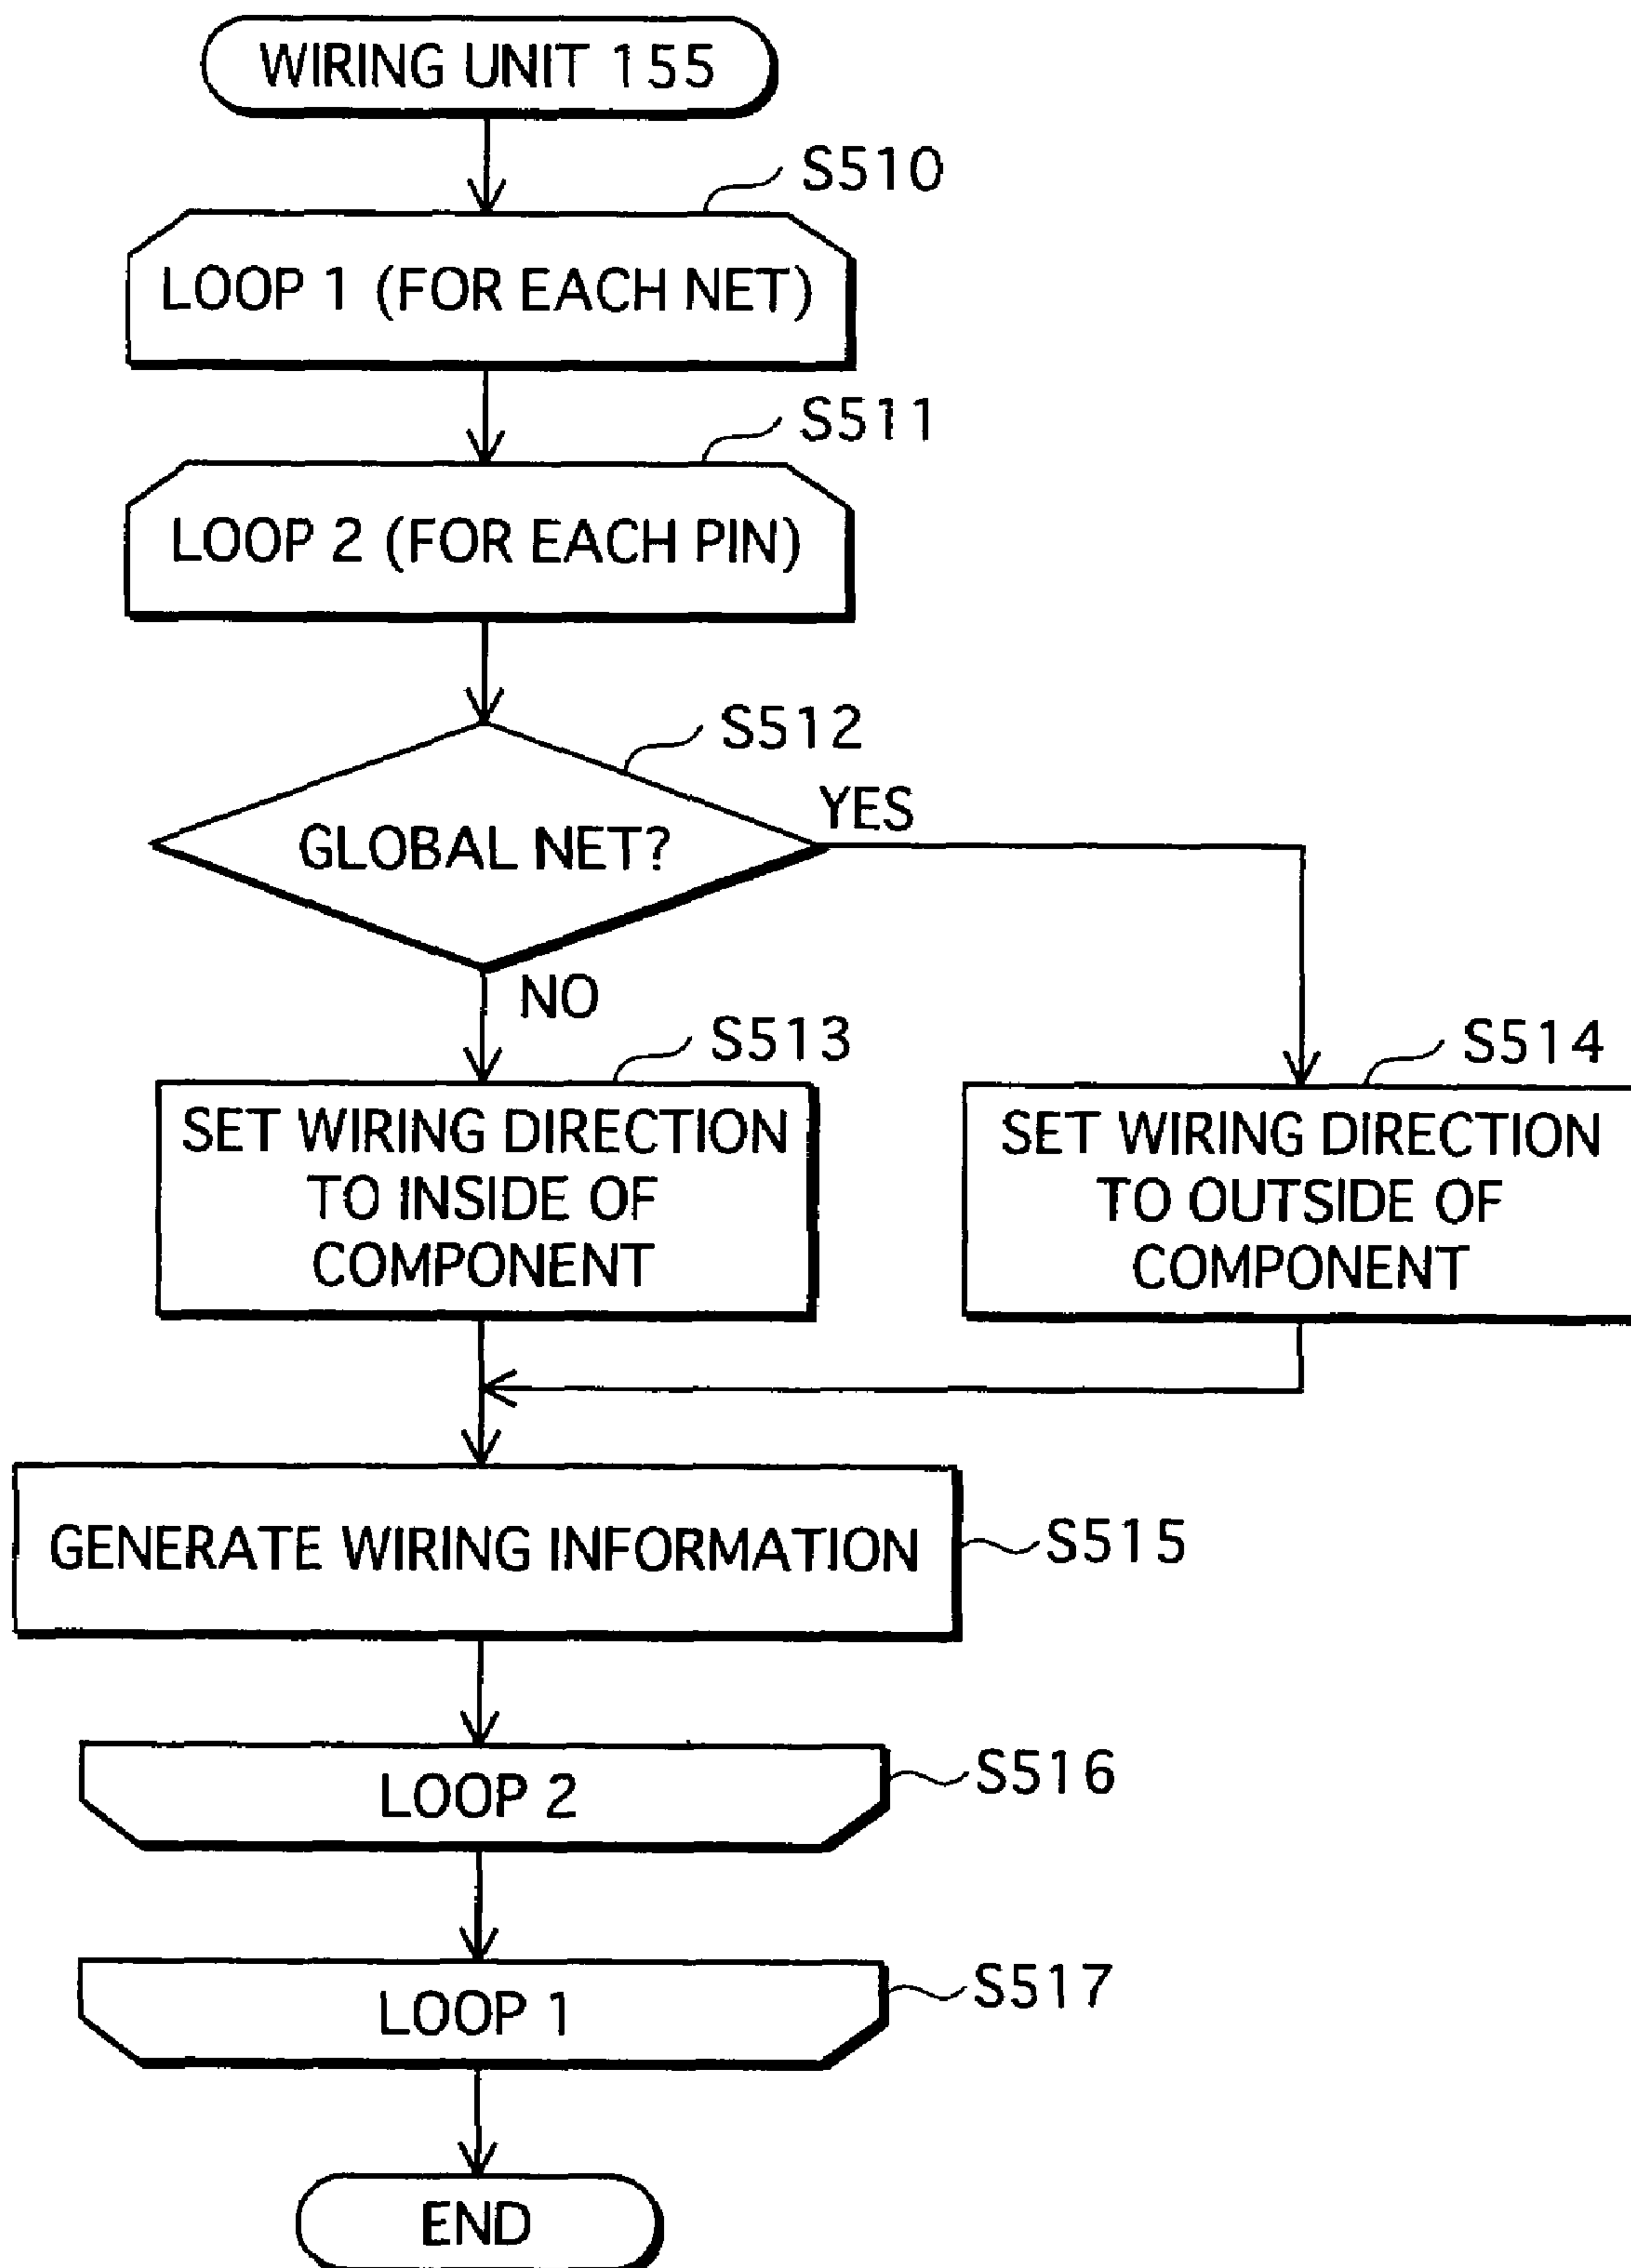 WIRING UNIT 155
S510
LOOP 1 (FOR EACH NET)
S511
LOOP 2 (FOR EACH PIN)
S512
GLOBAL NET?
YES
NO
S513
SET WIRING DIRECTION
TO INSIDE OF
COMPONENT
S514
SET WIRING DIRECTION
TO OUTSIDE OF
COMPONENT
GENERATE WIRING INFORMATION
S515
LOOP 2
S516
LOOP 1
S517
END